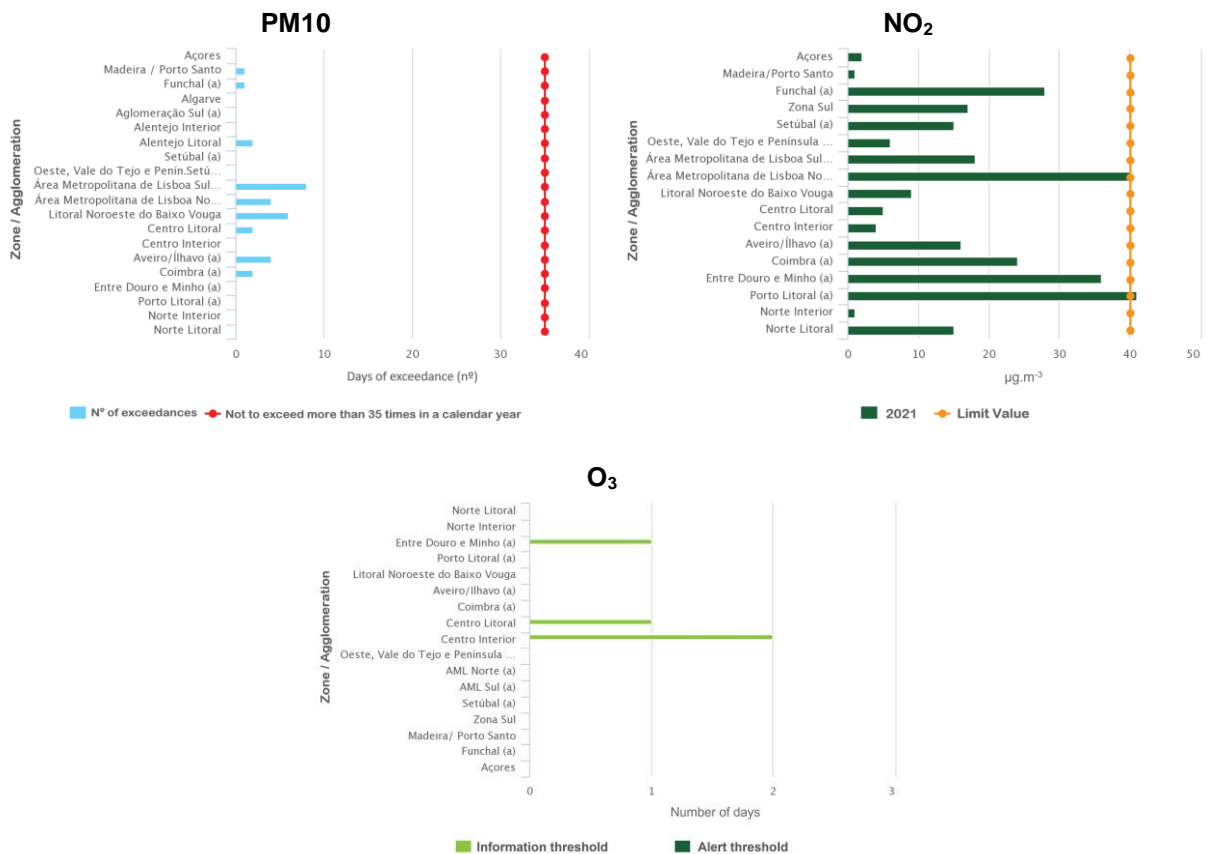 PM10
Zone / Agglomeration
Açores
Madeira / Porto Santo
Funchal (a)
Algarve
Aglomeração Sul (a)
Alentejo Interior
Alentejo Litoral
Setúbal (a)
Oeste, Vale do Tejo e Penín.Setú...
Área Metropolitana de Lisboa Sul...
Área Metropolitana de Lisboa No...
Litoral Noroeste do Baixo Vouga
Centro Litoral
Centro Interior
Aveiro/Ílhavo (a)
Coimbra (a)
Entre Douro e Minho (a)
Porto Litoral (a)
Norte Interior
Norte Litoral
0 10 20 30 40
Days of exceedance (nº)
Nº of exceedances Not to exceed more than 35 times in a calendar year
NO₂
Zone / Agglomeration
Açores
Madeira/Porto Santo
Funchal (a)
Zona Sul
Setúbal (a)
Oeste, Vale do Tejo e Península ...
Área Metropolitana de Lisboa Sul...
Área Metropolitana de Lisboa No...
Litoral Noroeste do Baixo Vouga
Centro Litoral
Centro Interior
Aveiro/Ílhavo (a)
Coimbra (a)
Entre Douro e Minho (a)
Porto Litoral (a)
Norte Interior
Norte Litoral
0 10 20 30 40 50
µg.m⁻³
2021 Limit Value
O₃
Zone / Agglomeration
Norte Litoral
Norte Interior
Entre Douro e Minho (a)
Porto Litoral (a)
Litoral Noroeste do Baixo Vouga
Aveiro/Ilhavo (a)
Coimbra (a)
Centro Litoral
Centro Interior
Oeste, Vale do Tejo e Península ...
AML Norte (a)
AML Sul (a)
Setúbal (a)
Zona Sul
Madeira/ Porto Santo
Funchal (a)
Açores
0 1 2 3
Number of days
Information threshold Alert threshold